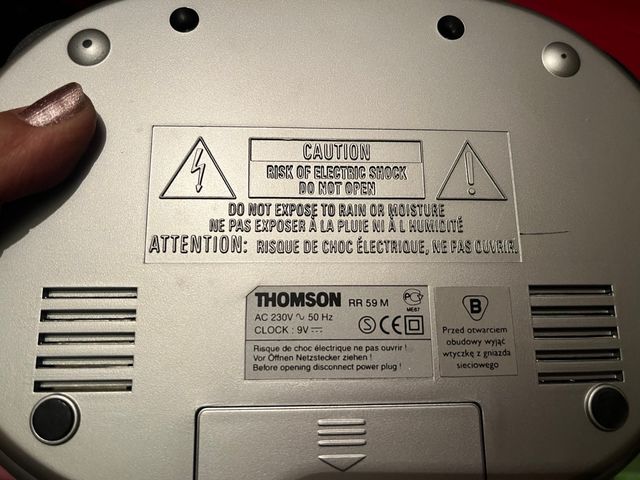 CAUTION
RISK OF ELECTRIC SHOCK
DO NOT OPEN
DO NOT EXPOSE TO RAIN OR MOISTURE
NE PAS EXPOSER À LA PLUIE NI À L HUMIDITÉ
ATTENTION: RISQUE DE CHOC ÉLECTRIQUE, NE PAS OUVRIR.
THOMSON RR 59 M
ME67
AC 230V ~ 50 Hz
CLOCK : 9V
S CE
Risque de choc électrique ne pas ouvrir !
Vor Öffnen Netzstecker ziehen !
Before opening disconnect power plug !
B
Przed otwarciem
obudowy wyjąć
wtyczkę z gniazda
sieciowego